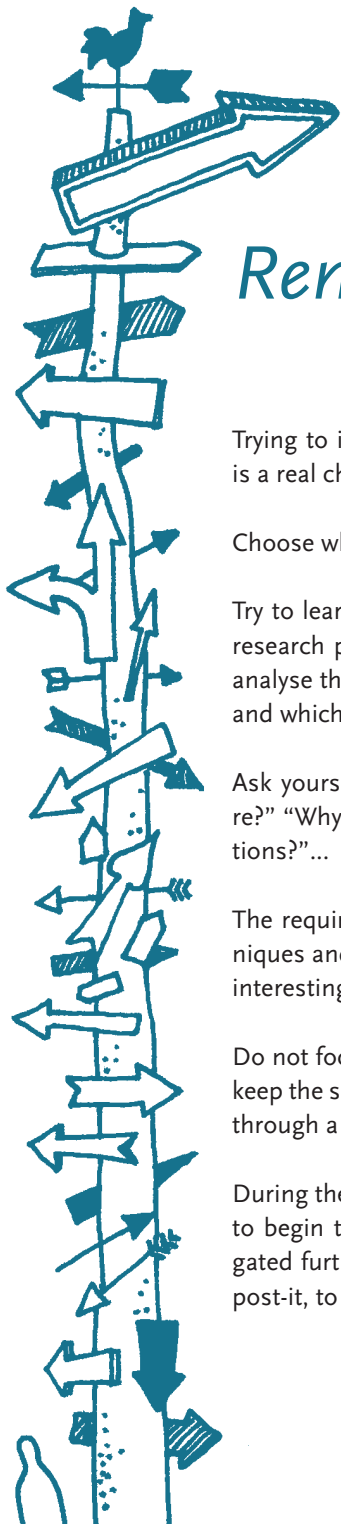 Ren
Trying to i
is a real ch
Choose wh
Try to lear
research p
analyse th
and which
Ask yours
re?” “Why
tions?”...
The requir
niques and
interesting
Do not foc
keep the s
through a
During the
to begin t
gated furt
post-it, to